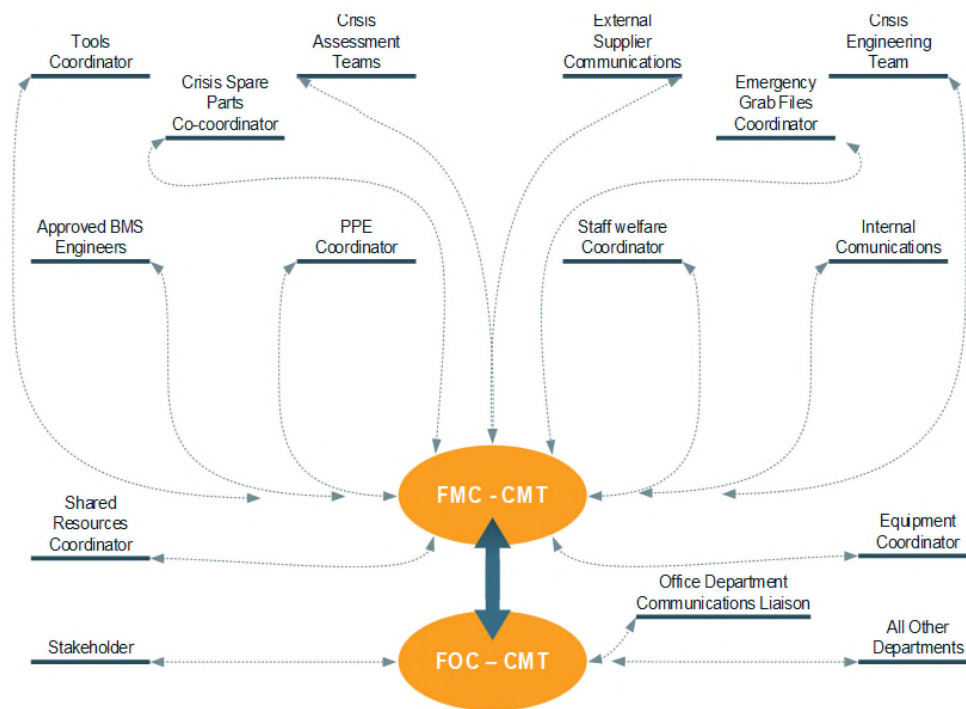 Tools
Coordinator
Crisis
Assessment
Teams
External
Supplier
Communications
Crisis
Engineering
Team
Crisis Spare
Parts
Co-coordinator
Emergency
Grab Files
Coordinator
Approved BMS
Engineers
PPE
Coordinator
Staff welfare
Coordinator
Internal
Comunications
FMC - CMT
Shared
Resources
Coordinator
Equipment
Coordinator
Office Department
Communications Liaison
Stakeholder
FOC – CMT
All Other
Departments